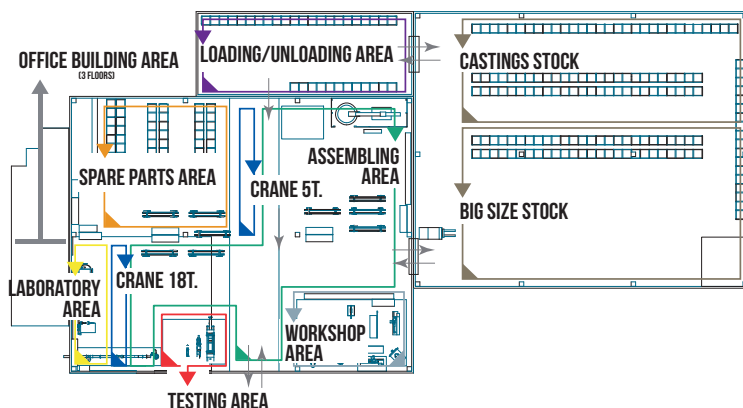 OFFICE BUILDING AREA
(3 FLOORS)
LOADING/UNLOADING AREA
CASTINGS STOCK
SPARE PARTS AREA
CRANE 5T.
ASSEMBLING
AREA
BIG SIZE STOCK
LABORATORY
AREA
CRANE 18T.
WORKSHOP
AREA
TESTING AREA